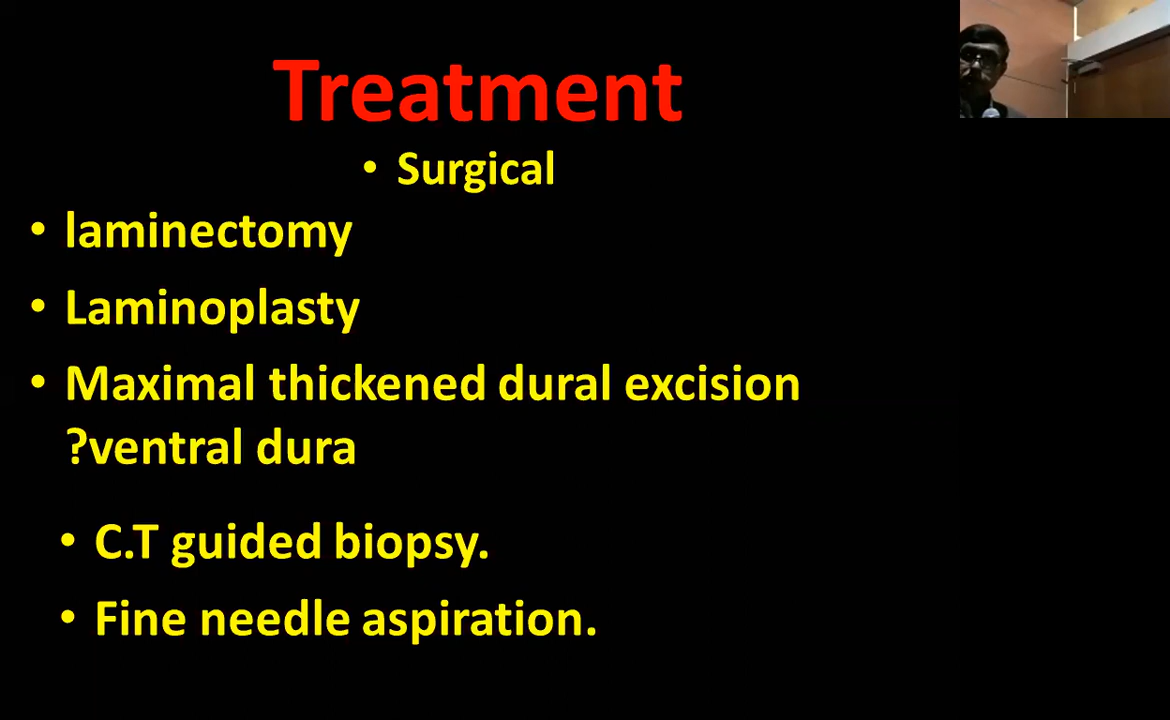 Treatment
• Surgical
• laminectomy
• Laminoplasty
• Maximal thickened dural excision
?ventral dura
• C.T guided biopsy.
• Fine needle aspiration.